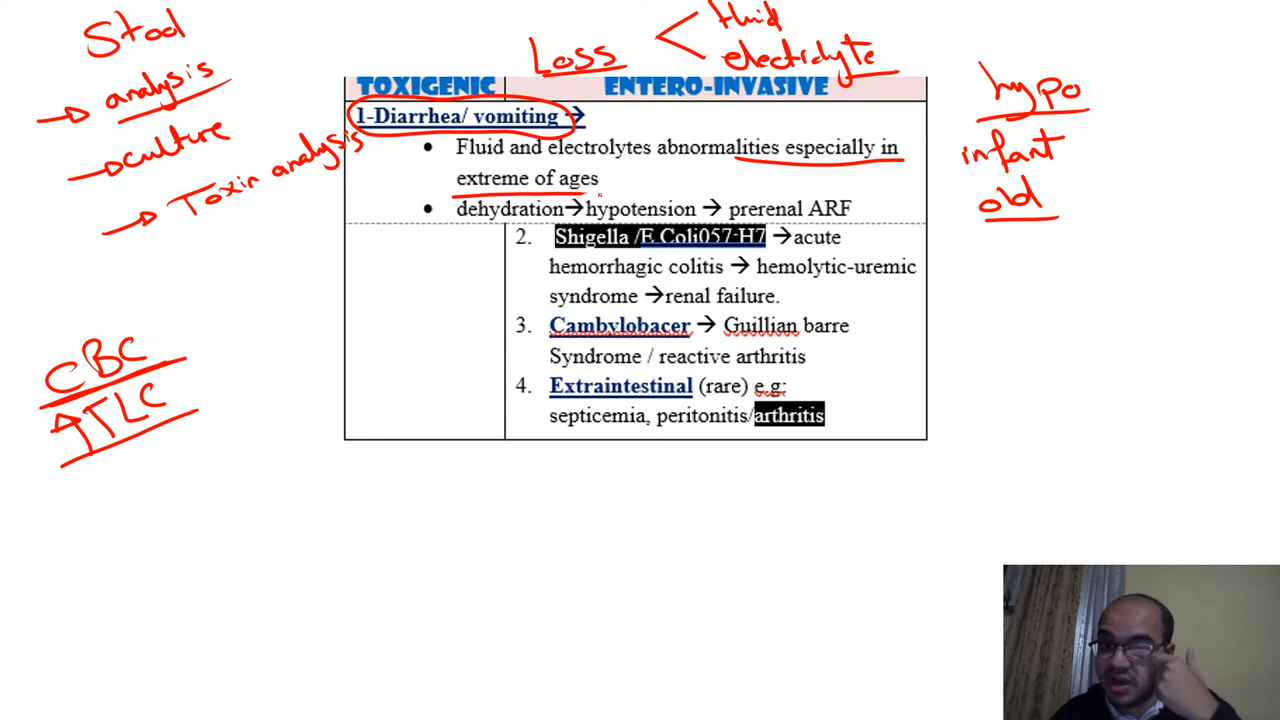 Stool
→ analysis
→ culture
→ Toxin analysis
CBC
↑TLC
Loss < fluid
electrolyte
hypo
infant
old
TOXIGENIC ENTERO-INVASIVE
1-Diarrhea/ vomiting →
• Fluid and electrolytes abnormalities especially in
extreme of ages
• dehydration→hypotension → prerenal ARF
2. Shigella /E Coli057-H7 →acute
hemorrhagic colitis → hemolytic-uremic
syndrome →renal failure.
3. Cambylobacer → Guillian barre
Syndrome / reactive arthritis
4. Extraintestinal (rare) e.g:
septicemia, peritonitis/arthritis